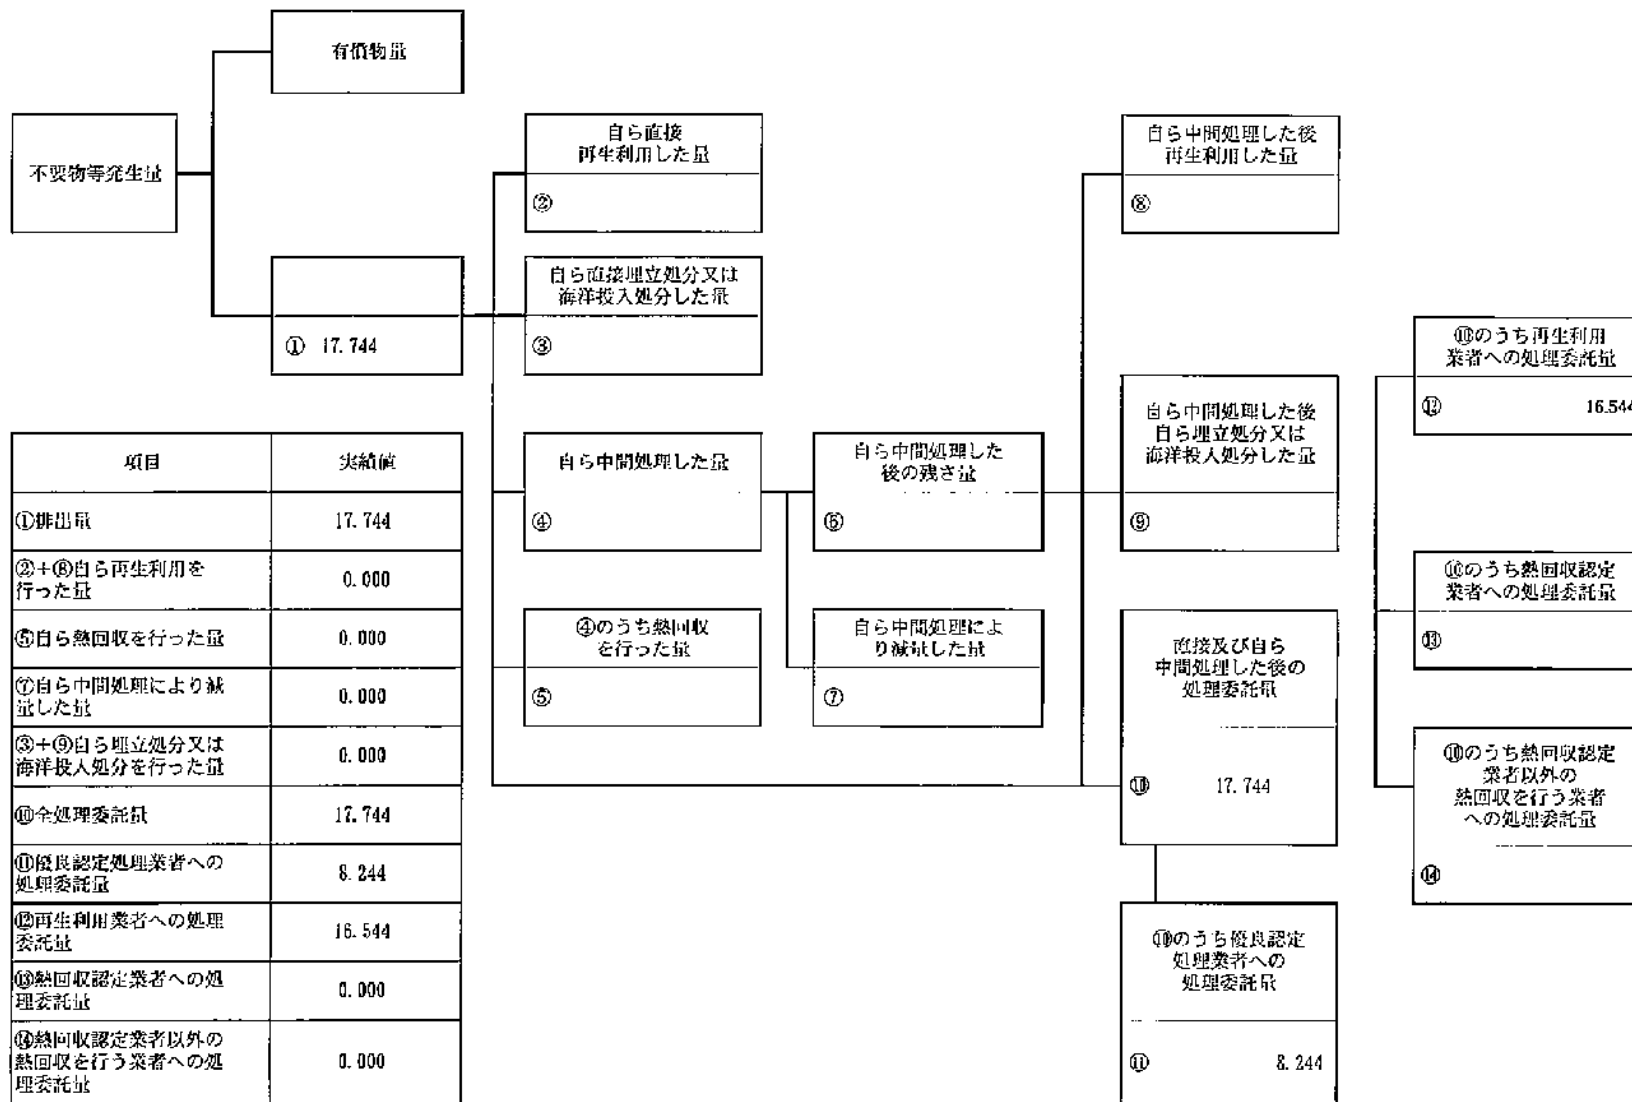 有償物量
不要物等発生量
① 17.744
自ら直接
再生利用した量
②
自ら直接埋立処分又は
海洋投入処分した量
③
自ら中間処理した量
④
④のうち熱回収
を行った量
⑤
自ら中間処理した
後の残さ量
⑥
自ら中間処理によ
り減量した量
⑦
自ら中間処理した後
再生利用した量
⑧
自ら中間処理した後
自ら埋立処分又は
海洋投入処分した量
⑨
直接及び自ら
中間処理した後の
処理委託量
⑩ 17.744
⑩のうち優良認定
処理業者への
処理委託量
⑪ 8.244
⑩のうち再生利用
業者への処理委託量
⑫ 16.544
⑩のうち熱回収認定
業者への処理委託量
⑬
⑩のうち熱回収認定
業者以外の
熱回収を行う業者
への処理委託量
⑭
項目 実績値
①排出量 17.744
②+⑧自ら再生利用を
行った量 0.000
⑤自ら熱回収を行った量 0.000
⑦自ら中間処理により減
量した量 0.000
③+⑨自ら埋立処分又は
海洋投入処分を行った量 0.000
⑩全処理委託量 17.744
⑪優良認定処理業者への
処理委託量 8.244
⑫再生利用業者への処理
委託量 16.544
⑬熱回収認定業者への処
理委託量 0.000
⑭熱回収認定業者以外の
熱回収を行う業者への処
理委託量 0.000